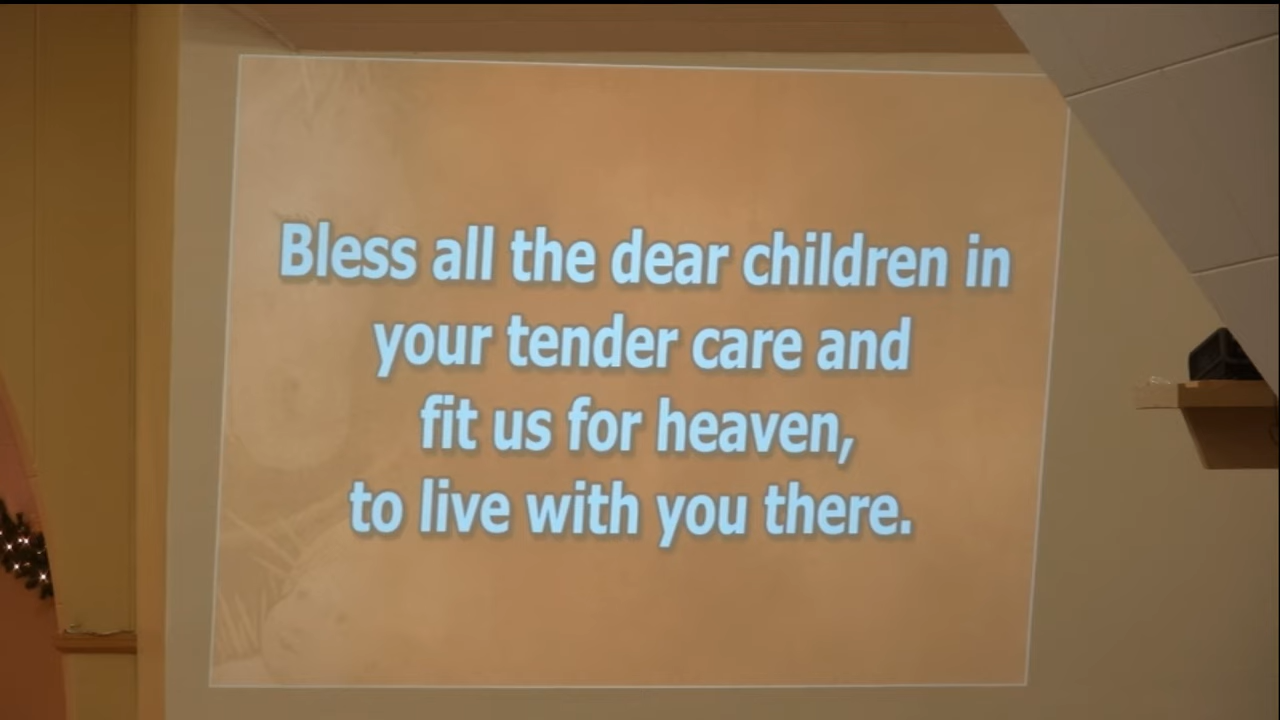 Bless all the dear children in
your tender care and
fit us for heaven,
to live with you there.